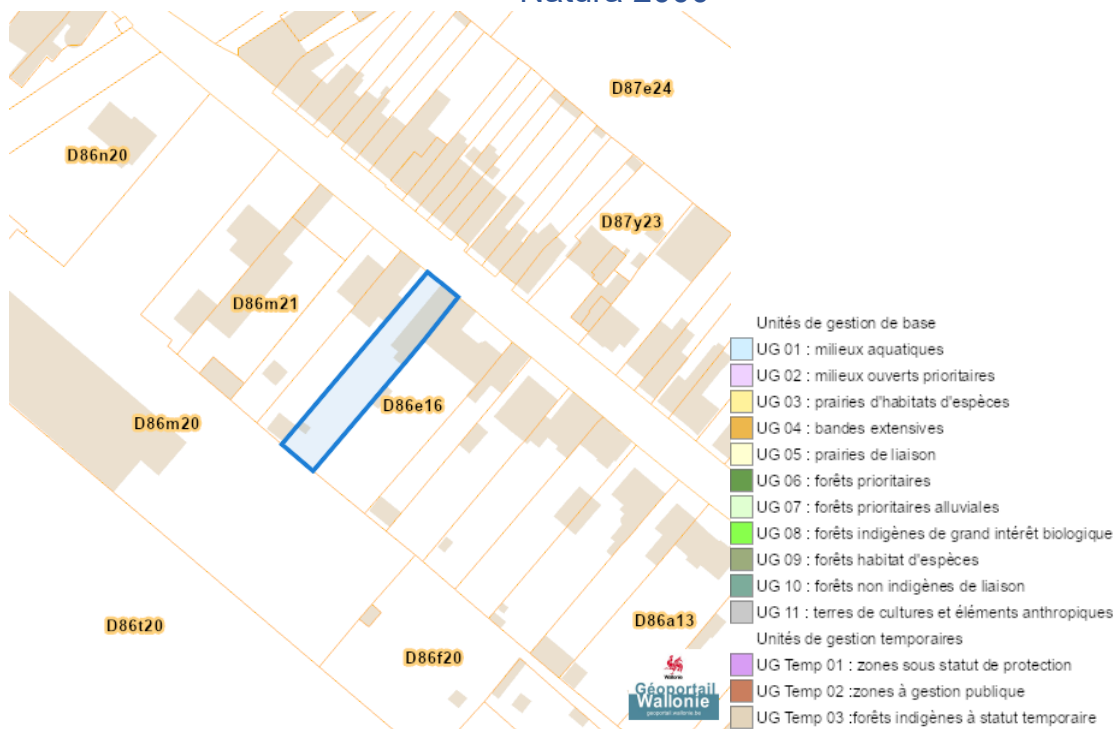 Natura 2000
D87e24
D86n20
D87y23
D86m21
D86e16
D86m20
D86t20
D86f20
D86a13
Wallonie
Géoportail
Wallonie
geoportail.wallonie.be
Unités de gestion de base
UG 01 : milieux aquatiques
UG 02 : milieux ouverts prioritaires
UG 03 : prairies d'habitats d'espèces
UG 04 : bandes extensives
UG 05 : prairies de liaison
UG 06 : forêts prioritaires
UG 07 : forêts prioritaires alluviales
UG 08 : forêts indigènes de grand intérêt biologique
UG 09 : forêts habitat d'espèces
UG 10 : forêts non indigènes de liaison
UG 11 : terres de cultures et éléments anthropiques
Unités de gestion temporaires
UG Temp 01 : zones sous statut de protection
UG Temp 02 :zones à gestion publique
UG Temp 03 :forêts indigènes à statut temporaire